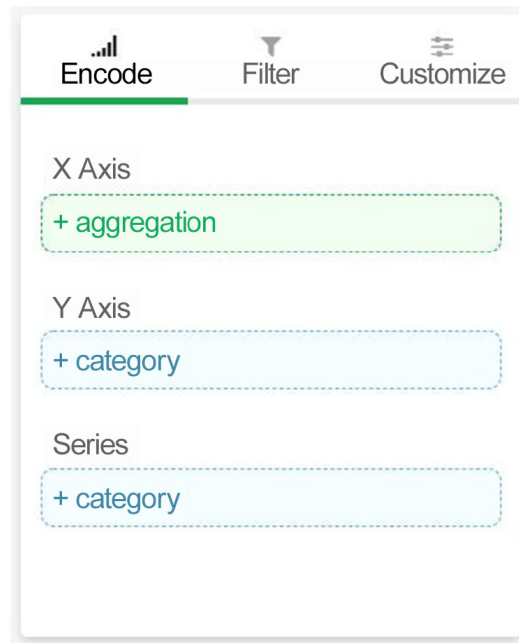 Encode Filter Customize
X Axis
+ aggregation
Y Axis
+ category
Series
+ category